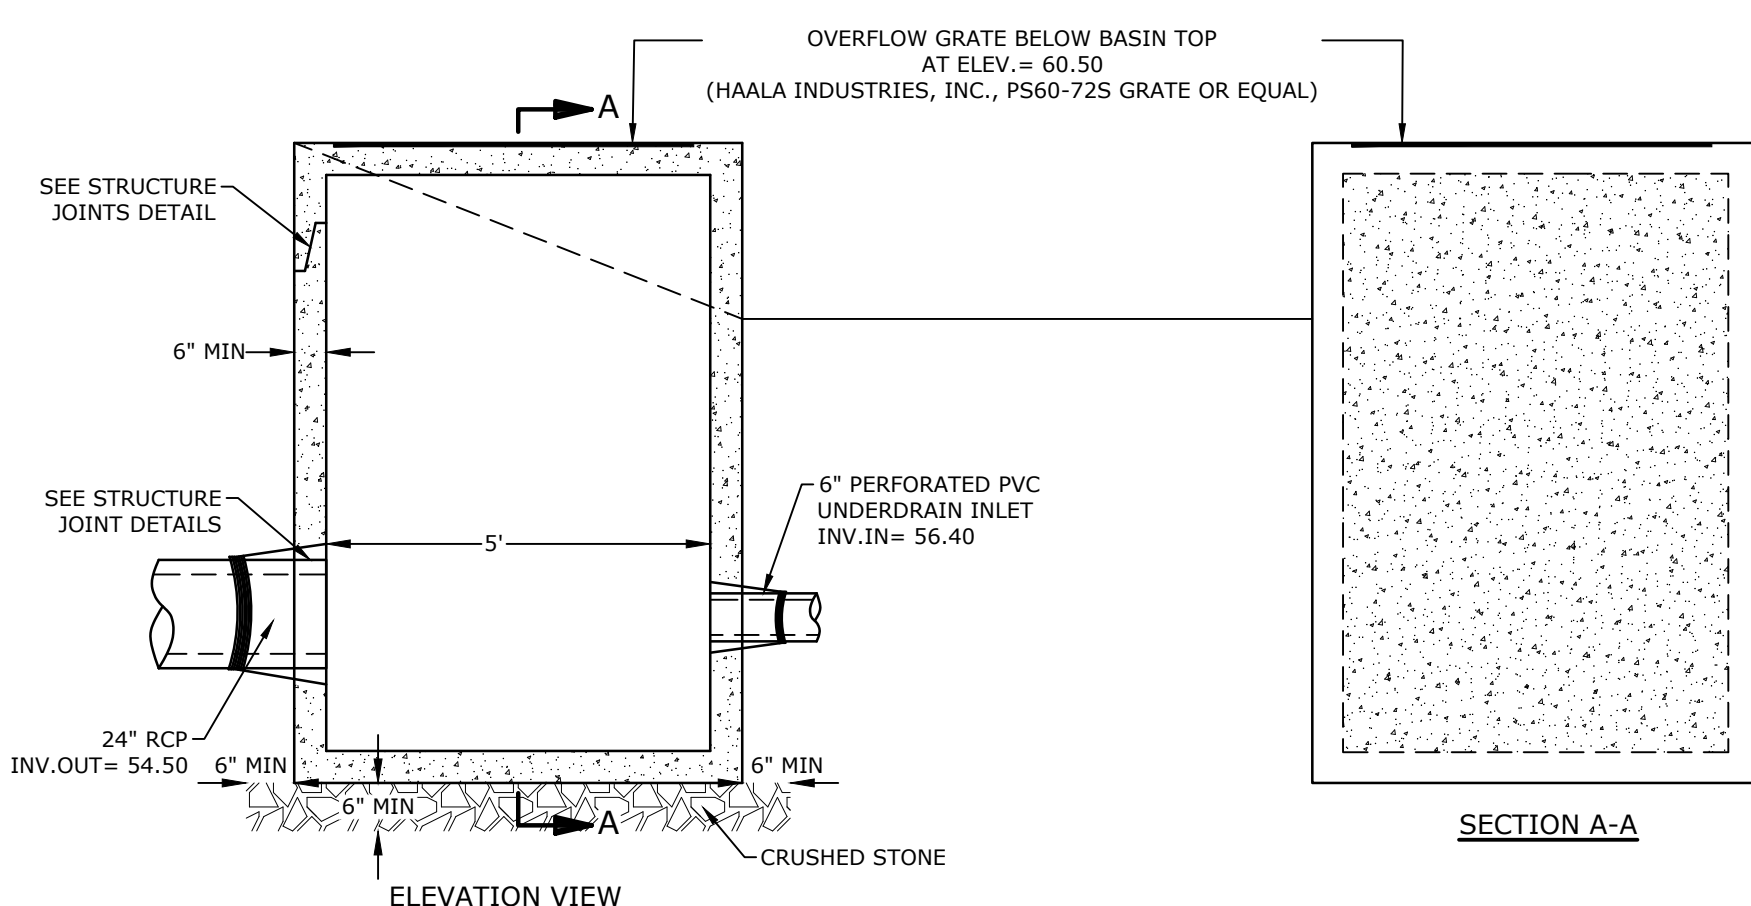 OVERFLOW GRATE BELOW BASIN TOP
AT ELEV.= 60.50
(HAALA INDUSTRIES, INC., PS60-72S GRATE OR EQUAL)
A
SEE STRUCTURE
JOINTS DETAIL
6" MIN
SEE STRUCTURE
JOINT DETAILS
5'
6" PERFORATED PVC
UNDERDRAIN INLET
INV.IN= 56.40
24" RCP
INV.OUT= 54.50
6" MIN
6" MIN
6" MIN
A
CRUSHED STONE
ELEVATION VIEW
SECTION A-A